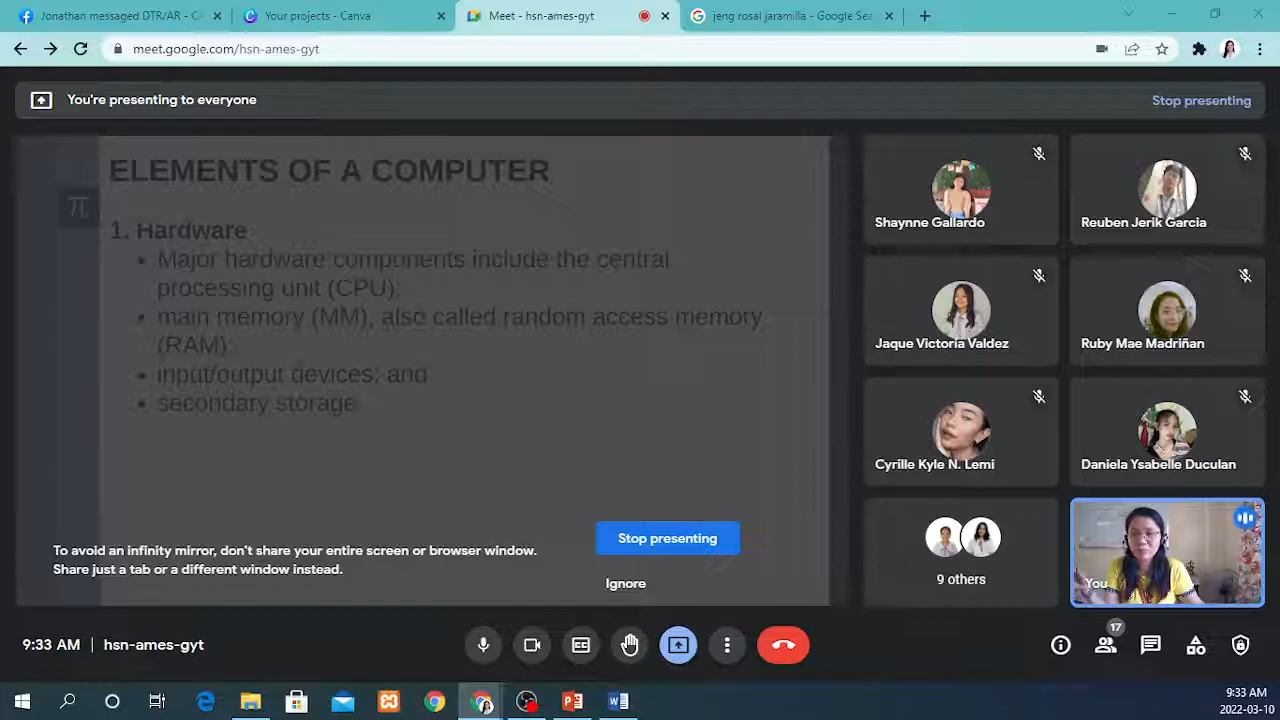 Jonathan messaged DTR/AR - C
Your projects - Canva
Meet - hsn-ames-gyt
jeng rosal jaramilla - Google Sea
meet.google.com/hsn-ames-gyt
You're presenting to everyone
Stop presenting
ELEMENTS OF A COMPUTER
π
1. Hardware
• Major hardware components include the central
processing unit (CPU);
• main memory (MM), also called random access memory
(RAM);
• input/output devices; and
• secondary storage
To avoid an infinity mirror, don't share your entire screen or browser window.
Share just a tab or a different window instead.
Stop presenting
Ignore
Shaynne Gallardo
Reuben Jerik Garcia
Jaque Victoria Valdez
Ruby Mae Madriñan
Cyrille Kyle N. Lemi
Daniela Ysabelle Duculan
9 others
You
9:33 AM | hsn-ames-gyt
17
9:33 AM
2022-03-10